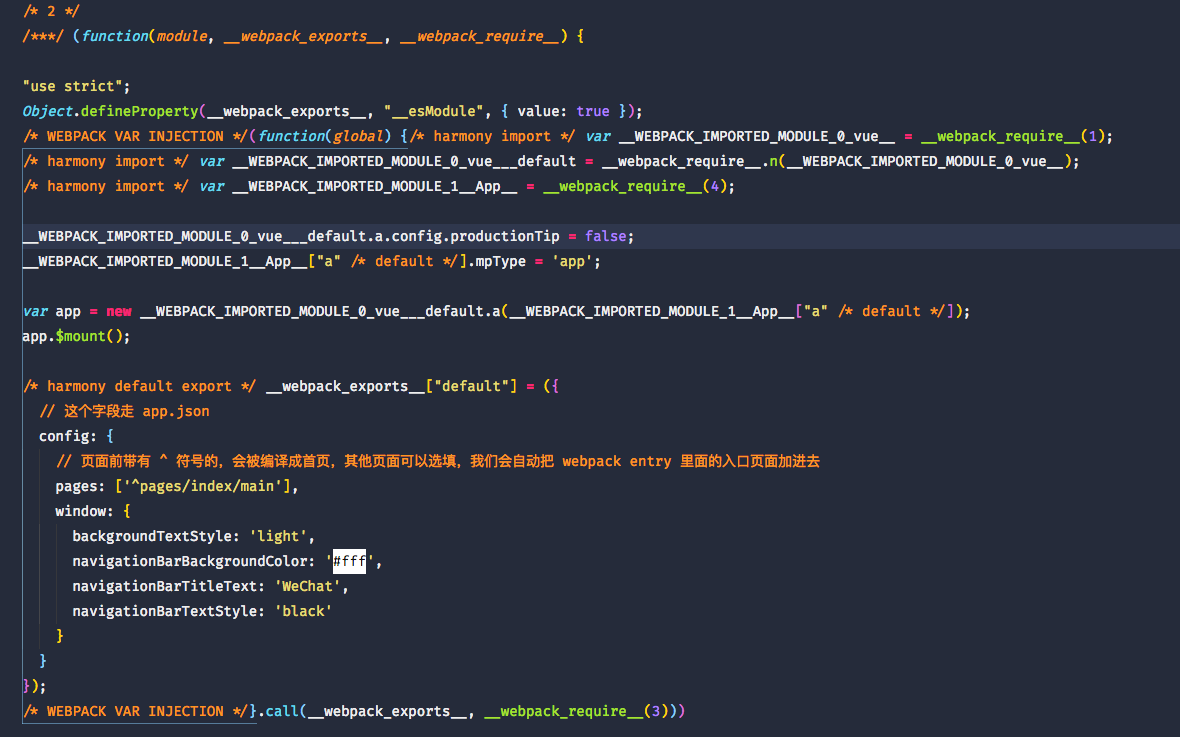 /* 2 */
/***/ (function(module, __webpack_exports__, __webpack_require__) {
"use strict";
Object.defineProperty(__webpack_exports__, "__esModule", { value: true });
/* WEBPACK VAR INJECTION */(function(global) {/* harmony import */ var __WEBPACK_IMPORTED_MODULE_0_vue__ = __webpack_require__(1);
/* harmony import */ var __WEBPACK_IMPORTED_MODULE_0_vue___default = __webpack_require__.n(__WEBPACK_IMPORTED_MODULE_0_vue__);
/* harmony import */ var __WEBPACK_IMPORTED_MODULE_1__App__ = __webpack_require__(4);
__WEBPACK_IMPORTED_MODULE_0_vue___default.a.config.productionTip = false;
__WEBPACK_IMPORTED_MODULE_1__App__["a" /* default */].mpType = 'app';
var app = new __WEBPACK_IMPORTED_MODULE_0_vue___default.a(__WEBPACK_IMPORTED_MODULE_1__App__["a" /* default */]);
app.$mount();
/* harmony default export */ __webpack_exports__["default"] = ({
  // 这个字段走 app.json
  config: {
    // 页面前带有 ^ 符号的，会被编译成首页，其他页面可以选填，我们会自动把 webpack entry 里面的入口页面加进去
    pages: ['^pages/index/main'],
    window: {
      backgroundTextStyle: 'light',
      navigationBarBackgroundColor: '#fff',
      navigationBarTitleText: 'WeChat',
      navigationBarTextStyle: 'black'
    }
  }
});
/* WEBPACK VAR INJECTION */}.call(__webpack_exports__, __webpack_require__(3)))